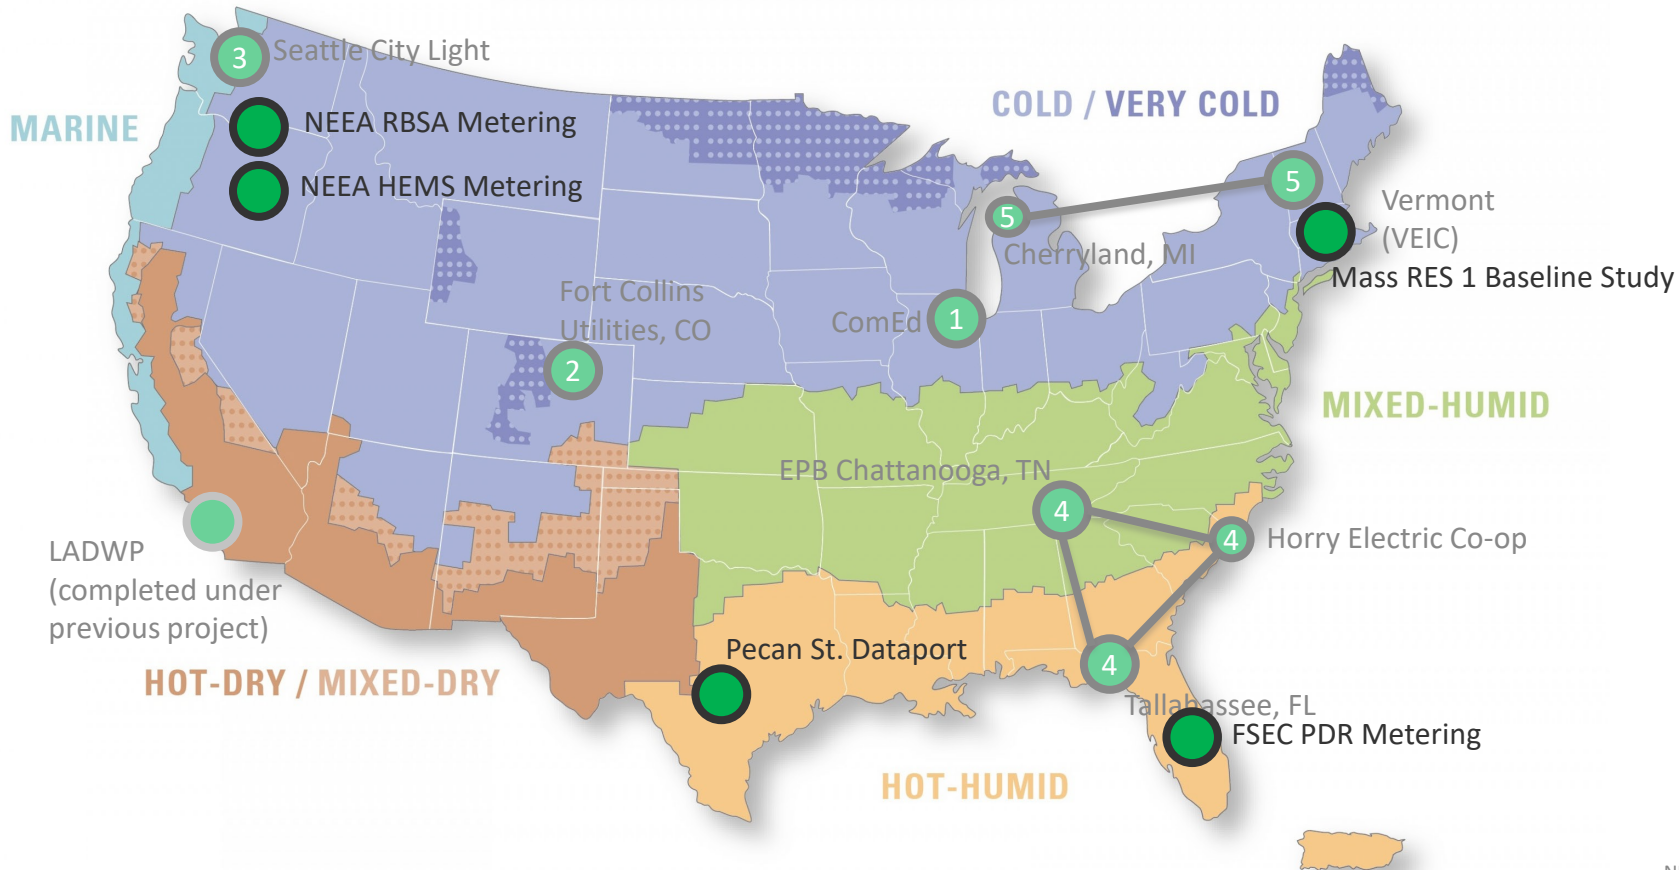 3
Seattle City Light
NEEA RBSA Metering
NEEA HEMS Metering
MARINE
COLD / VERY COLD
5
5
Vermont
(VEIC)
Cherryland, MI
Mass RES 1 Baseline Study
Fort Collins
Utilities, CO
ComEd
1
2
MIXED-HUMID
EPB Chattanooga, TN
4
4
Horry Electric Co-op
LADWP
(completed under
previous project)
Pecan St. Dataport
4
HOT-DRY / MIXED-DRY
Tallahassee, FL
FSEC PDR Metering
HOT-HUMID
N